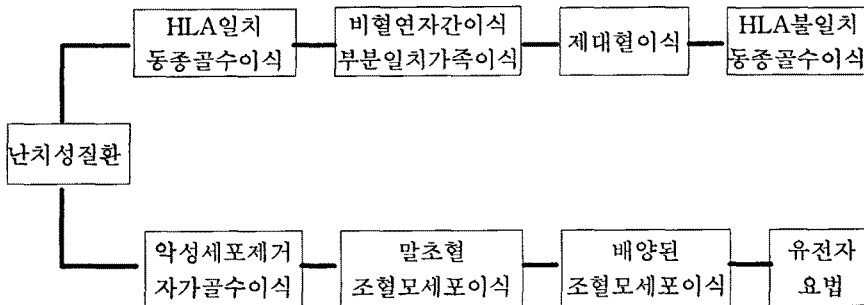 HLA일치
동종골수이식
비혈연자간이식
부분일치가족이식
제대혈이식
HLA불일치
동종골수이식
난치성질환
악성세포제거
자가골수이식
말초혈
조혈모세포이식
배양된
조혈모세포이식
유전자
요법